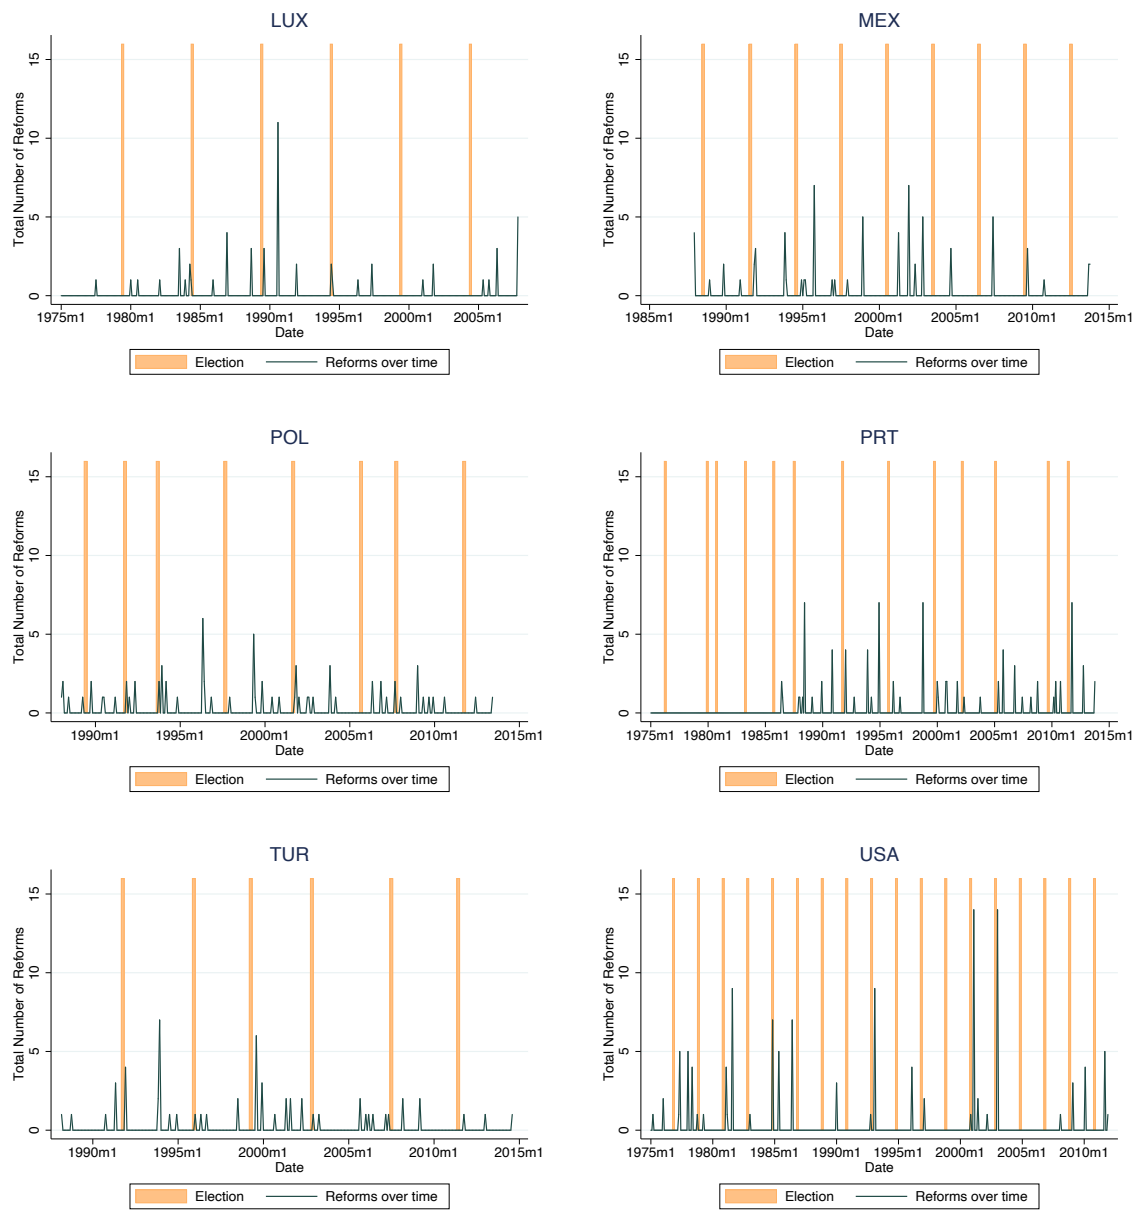 LUX
Total Number of Reforms
15
10
5
0
1975m1 1980m1 1985m1 1990m1 1995m1 2000m1 2005m1
Date
Election Reforms over time
MEX
Total Number of Reforms
15
10
5
0
1985m1 1990m1 1995m1 2000m1 2005m1 2010m1 2015m1
Date
Election Reforms over time
POL
Total Number of Reforms
15
10
5
0
1990m1 1995m1 2000m1 2005m1 2010m1 2015m1
Date
Election Reforms over time
PRT
Total Number of Reforms
15
10
5
0
1975m1 1980m1 1985m1 1990m1 1995m1 2000m1 2005m1 2010m1 2015m1
Date
Election Reforms over time
TUR
Total Number of Reforms
15
10
5
0
1990m1 1995m1 2000m1 2005m1 2010m1 2015m1
Date
Election Reforms over time
USA
Total Number of Reforms
15
10
5
0
1975m1 1980m1 1985m1 1990m1 1995m1 2000m1 2005m1 2010m1
Date
Election Reforms over time